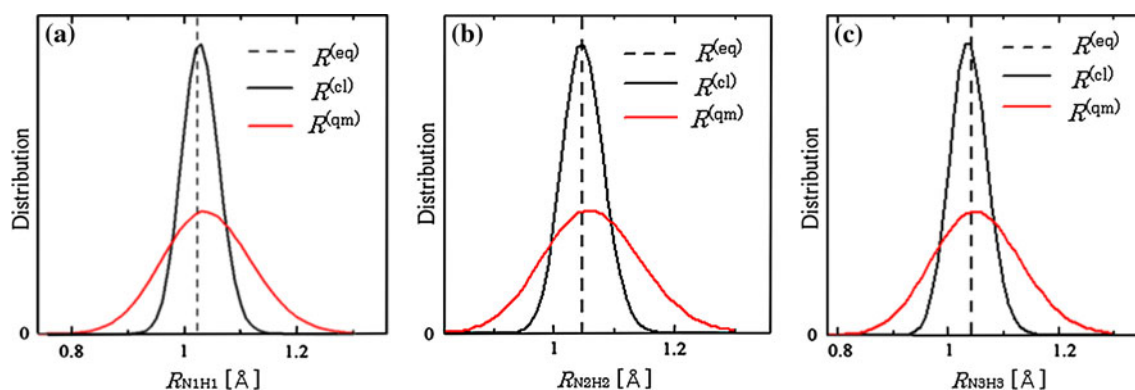 (a)
R(eq)
R(cl)
R(qm)
Distribution
0
0.8 1 1.2
RN1H1 [Å]
(b)
R(eq)
R(cl)
R(qm)
Distribution
0
1 1.2
RN2H2 [Å]
(c)
R(eq)
R(cl)
R(qm)
Distribution
0
0.8 1 1.2
RN3H3 [Å]